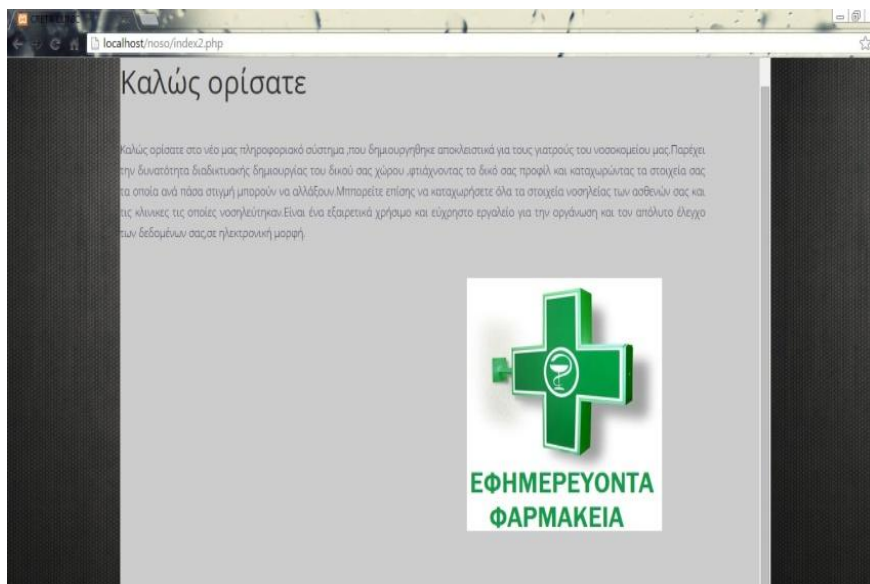 localhost/noso/index2.php
Καλώς ορίσατε
Καλώς ορίσατε στο νέο μας πληροφοριακό σύστημα ,που δημιουργηθηκε αποκλειστικά για τους γιατρούς του νοσοκομείου μας.Παρέχει
την δυνατότητα διαδικτυακής δημιουργίας του δικού σας χώρου ,φτιάχνοντας το δικό σας προφίλ και καταχωρώντας τα στοιχεία σας
τα οποία ανά πάσα στιγμή μπορούν να αλλάξουν.Μπορείτε επίσης να καταχωρήσετε όλα τα στοιχεία νοσηλείας των ασθενών σας και
τις κλινικες τις οποίες νοσηλεύτηκαν.Είναι ένα εξαιρετικά χρήσιμο και εύχρηστο εργαλείο για την οργάνωση και τον απόλυτο έλεγχο
των δεδομένων σας,σε ηλεκτρονική μορφή.
ΕΦΗΜΕΡΕΥΟΝΤΑ
ΦΑΡΜΑΚΕΙΑ